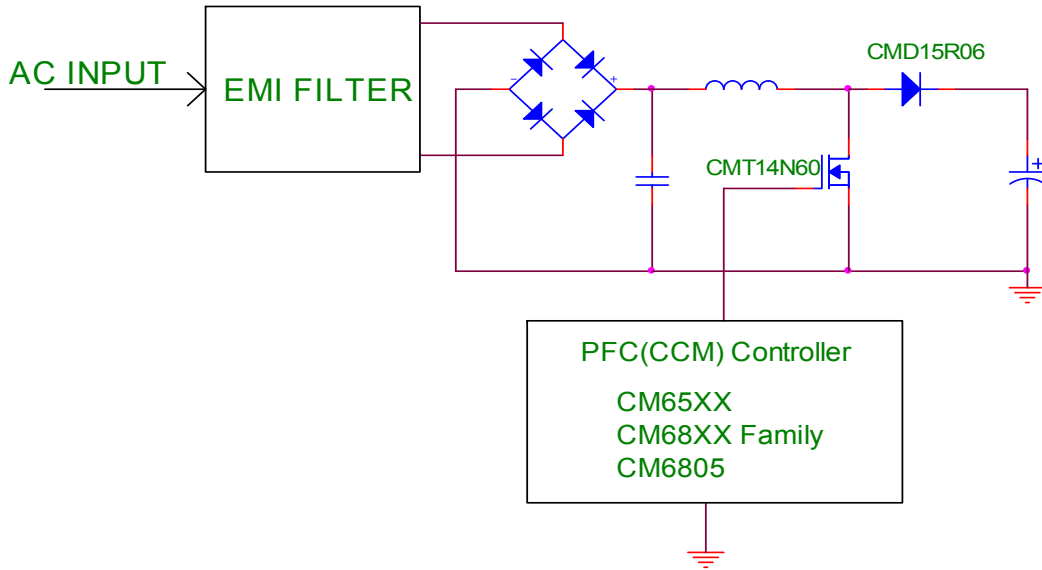 AC INPUT
EMI FILTER
-
+
CMD15R06
CMT14N60
+
PFC(CCM) Controller
CM65XX
CM68XX Family
CM6805